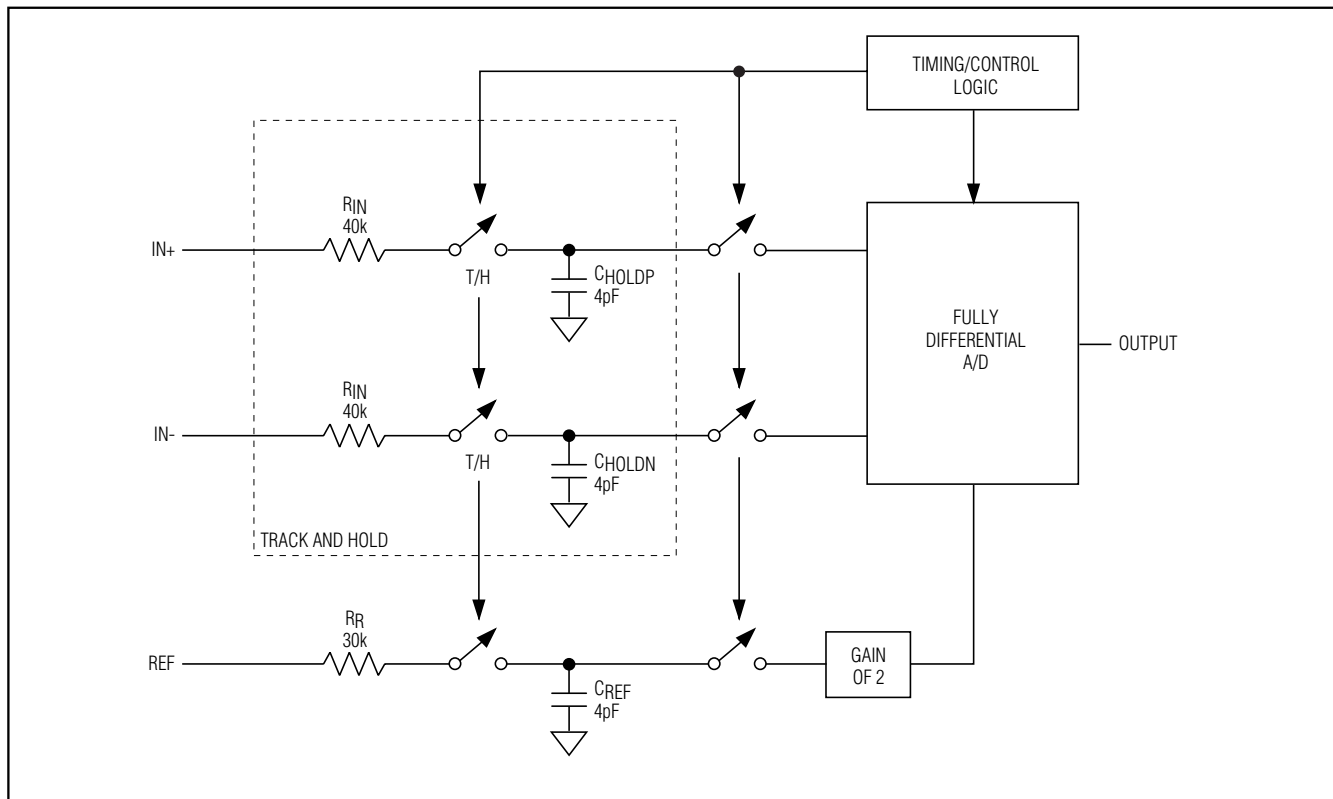 TIMING/CONTROL
LOGIC
RIN
40k
IN+
T/H
CHOLDP
4pF
FULLY
DIFFERENTIAL
A/D
OUTPUT
RIN
40k
IN-
T/H
CHOLDN
4pF
TRACK AND HOLD
RR
30k
REF
CREF
4pF
GAIN
OF 2